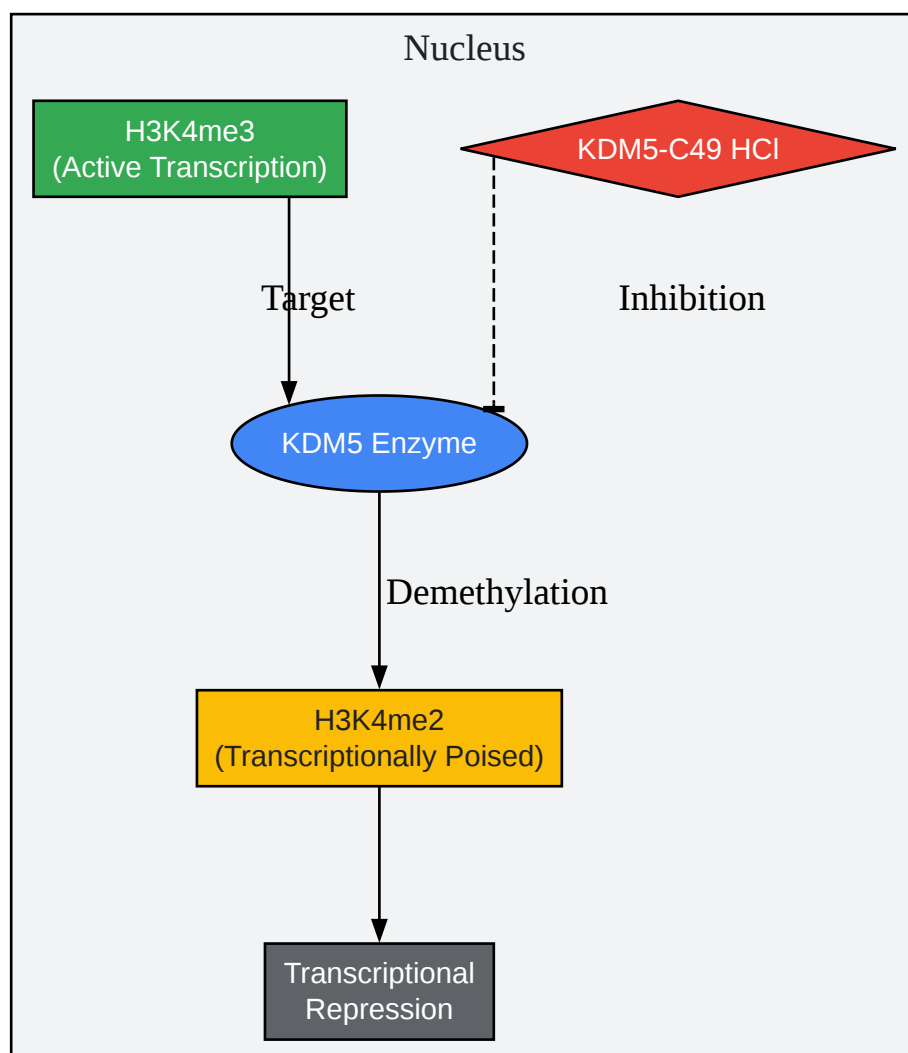 Nucleus
H3K4me3
(Active Transcription)
KDM5-C49 HCl
Target
Inhibition
KDM5 Enzyme
Demethylation
H3K4me2
(Transcriptionally Poised)
Transcriptional
Repression